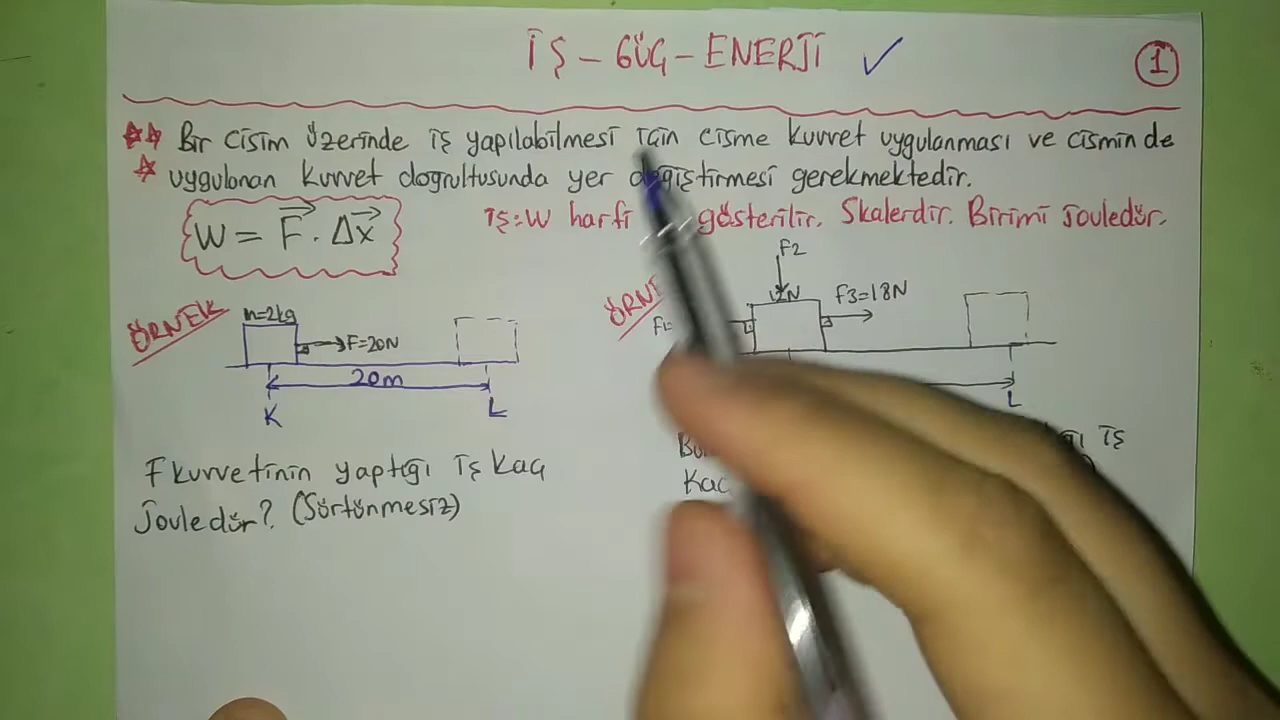 İŞ - GÜÇ - ENERJİ ✓
1
Bir cisim üzerinde iş yapılabilmesi için cisme kuvvet uygulanması ve cismin de
uygulanan kuvvet doğrultusunda yer değiştirmesi gerekmektedir.
W = F . Δx
İş: W harfi gösterilir. Skalerdir. Birimi Jouledür.
ÖRNEK
m=2kg
F=20N
20m
K
L
F kuvvetinin yaptığı iş kaç
Jouledür? (Sürtünmesiz)
F2
12N
F3=18N
L
iş
Kaç